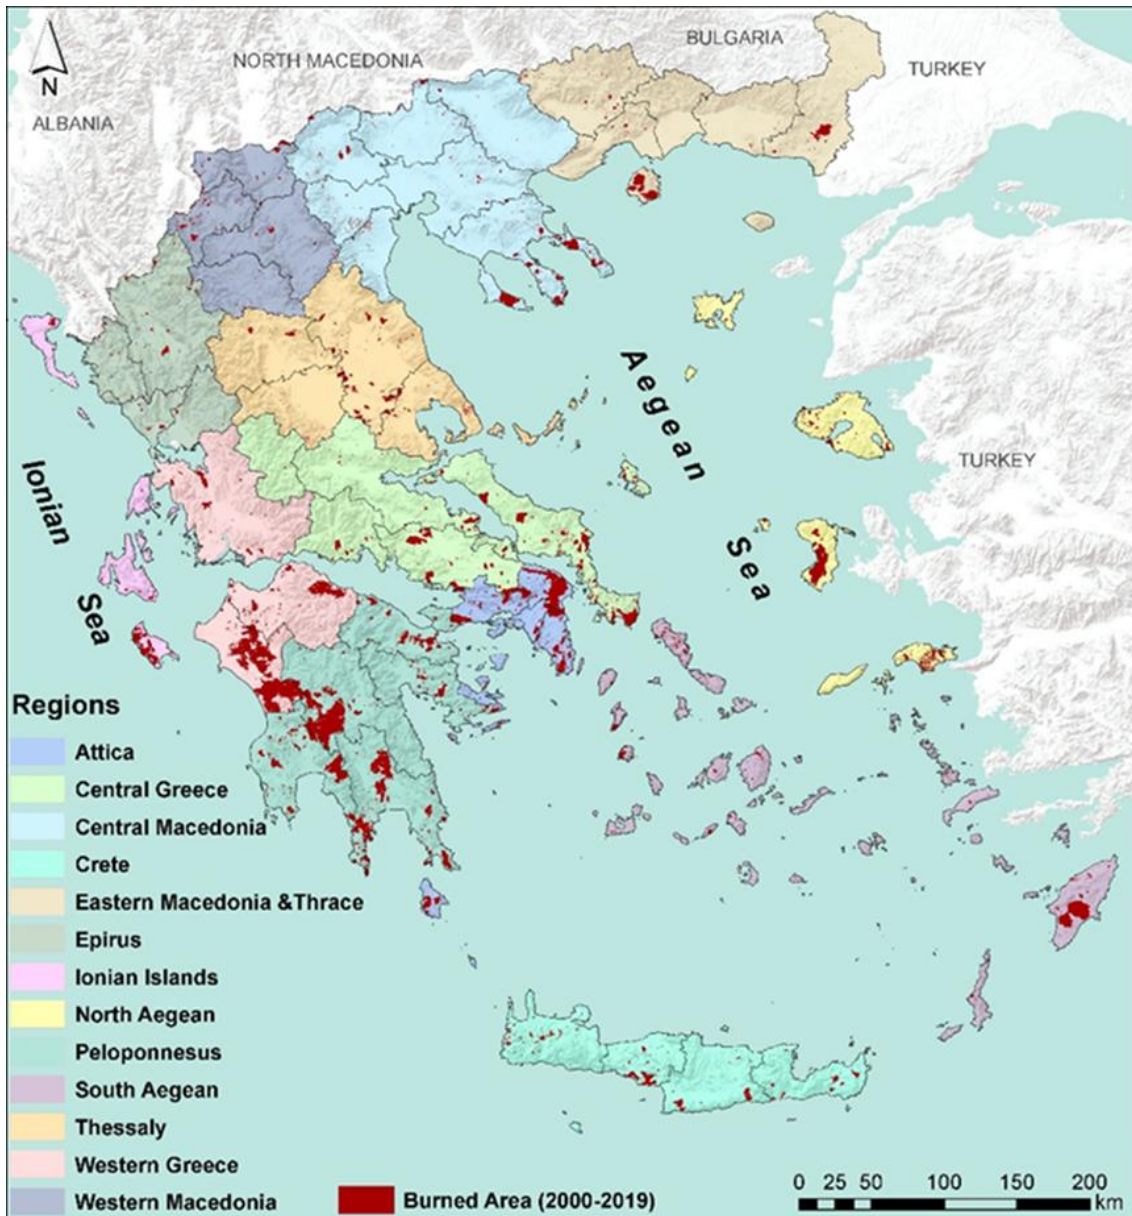 BULGARIA
NORTH MACEDONIA
TURKEY
N
ALBANIA
Aegean
Sea
TURKEY
Ionian
Sea
Regions
Attica
Central Greece
Central Macedonia
Crete
Eastern Macedonia &Thrace
Epirus
Ionian Islands
North Aegean
Peloponnesus
South Aegean
Thessaly
Western Greece
Western Macedonia
Burned Area (2000-2019)
0 25 50 100 150 200
km